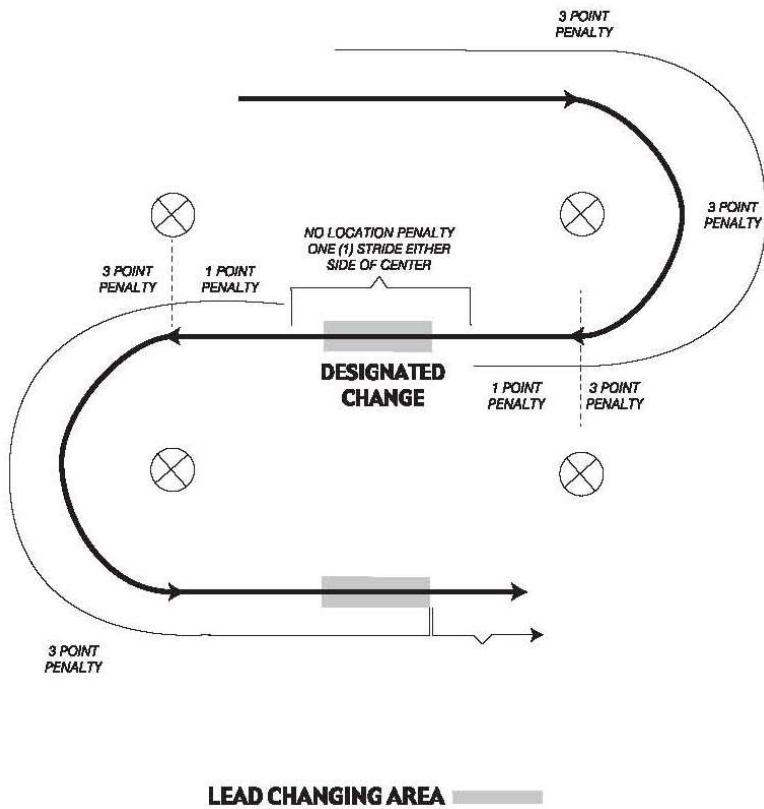 3 POINT
PENALTY
3 POINT
PENALTY
NO LOCATION PENALTY
ONE (1) STRIDE EITHER
SIDE OF CENTER
3 POINT
PENALTY
1 POINT
PENALTY
DESIGNATED
CHANGE
1 POINT
PENALTY
3 POINT
PENALTY
3 POINT
PENALTY
LEAD CHANGING AREA